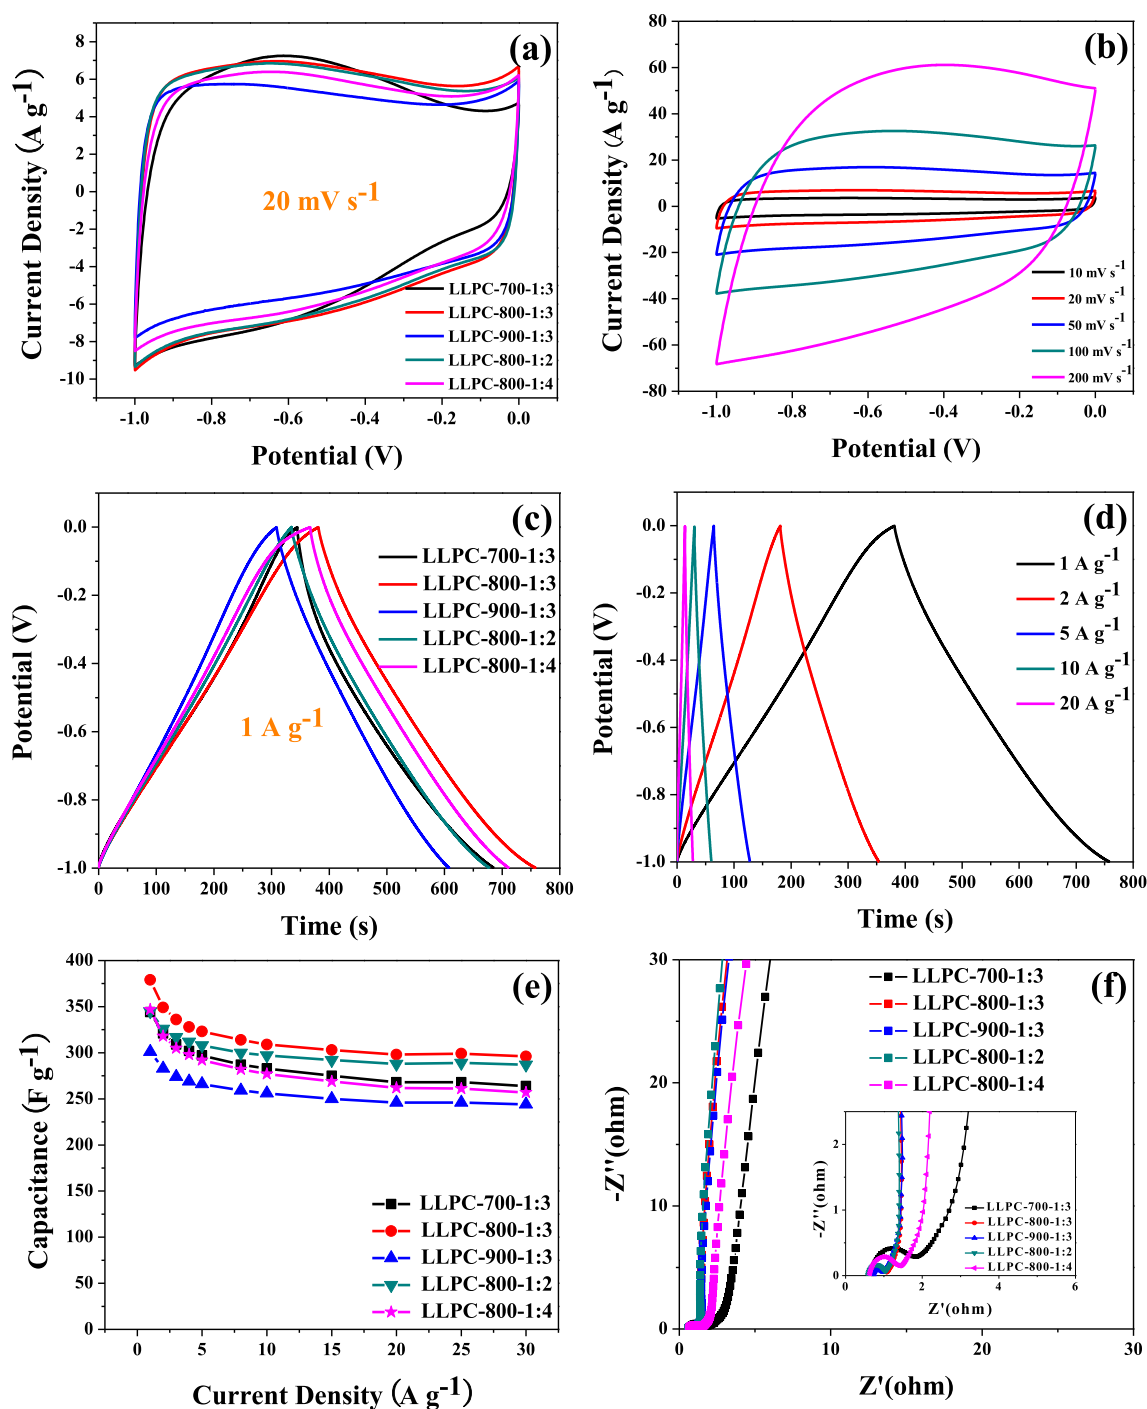 (a)
Current Density (A g-1)
8
6
4
2
0
-2
-4
-6
-8
-10
20 mV s-1
LLPC-700-1:3
LLPC-800-1:3
LLPC-900-1:3
LLPC-800-1:2
LLPC-800-1:4
-1.0 -0.8 -0.6 -0.4 -0.2 0.0
Potential (V)
(b)
Current Density (A g-1)
80
60
40
20
0
-20
-40
-60
-80
10 mV s-1
20 mV s-1
50 mV s-1
100 mV s-1
200 mV s-1
-1.0 -0.8 -0.6 -0.4 -0.2 0.0
Potential (V)
(c)
Potential (V)
0.0
-0.2
-0.4
-0.6
-0.8
-1.0
LLPC-700-1:3
LLPC-800-1:3
LLPC-900-1:3
LLPC-800-1:2
LLPC-800-1:4
1 A g-1
0 100 200 300 400 500 600 700 800
Time (s)
(d)
Potential (V)
0.0
-0.2
-0.4
-0.6
-0.8
-1.0
1 A g-1
2 A g-1
5 A g-1
10 A g-1
20 A g-1
0 100 200 300 400 500 600 700 800
Time (s)
(e)
Capacitance (F g-1)
400
350
300
250
200
150
100
50
0
LLPC-700-1:3
LLPC-800-1:3
LLPC-900-1:3
LLPC-800-1:2
LLPC-800-1:4
0 5 10 15 20 25 30
Current Density (A g-1)
(f)
-Z''(ohm)
30
20
10
0
LLPC-700-1:3
LLPC-800-1:3
LLPC-900-1:3
LLPC-800-1:2
LLPC-800-1:4
-Z''(ohm)
2
1
0
LLPC-700-1:3
LLPC-800-1:3
LLPC-900-1:3
LLPC-800-1:2
LLPC-800-1:4
0 2 4 6
Z'(ohm)
0 10 20 30
Z'(ohm)